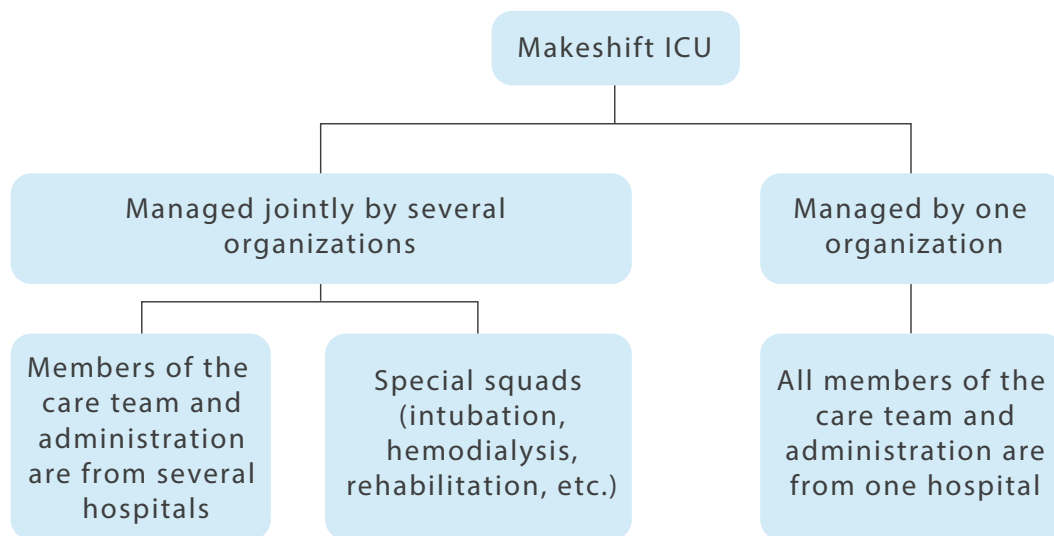 Makeshift ICU
Managed jointly by several
organizations
Managed by one
organization
Members of the
care team and
administration
are from several
hospitals
Special squads
(intubation,
hemodialysis,
rehabilitation, etc.)
All members of the
care team and
administration are
from one hospital